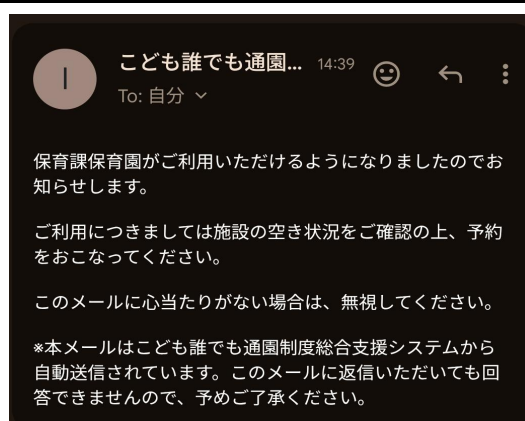 I
こども誰でも通園... 14:39
To: 自分
保育課保育園がご利用いただけるようになりましたのでお
知らせします。
ご利用につきましては施設の空き状況をご確認の上、予約
をおこなってください。
このメールに心当たりがない場合は、無視してください。
※本メールはこども誰でも通園制度総合支援システムから
自動送信されています。このメールに返信いただいても回
答できませんので、予めご了承ください。